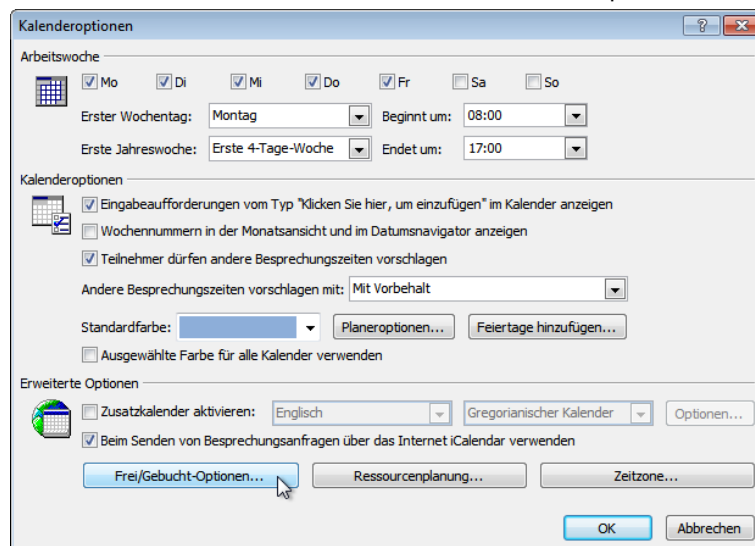 Kalenderoptionen
Arbeitswoche
Mo Di Mi Do Fr Sa So
Erster Wochentag: Montag Beginnt um: 08:00
Erste Jahreswoche: Erste 4-Tage-Woche Endet um: 17:00
Kalenderoptionen
Eingabeaufforderungen vom Typ "Klicken Sie hier, um einzufügen" im Kalender anzeigen
Wochennummern in der Monatsansicht und im Datumsnavigator anzeigen
Teilnehmer dürfen andere Besprechungszeiten vorschlagen
Andere Besprechungszeiten vorschlagen mit: Mit Vorbehalt
Standardfarbe: Planeroptionen... Feiertage hinzufügen...
Ausgewählte Farbe für alle Kalender verwenden
Erweiterte Optionen
Zusatzkalender aktivieren: Englisch Gregorianischer Kalender Optionen...
Beim Senden von Besprechungsanfragen über das Internet iCalendar verwenden
Frei/Gebucht-Optionen... Ressourcenplanung... Zeitzone...
OK Abbrechen